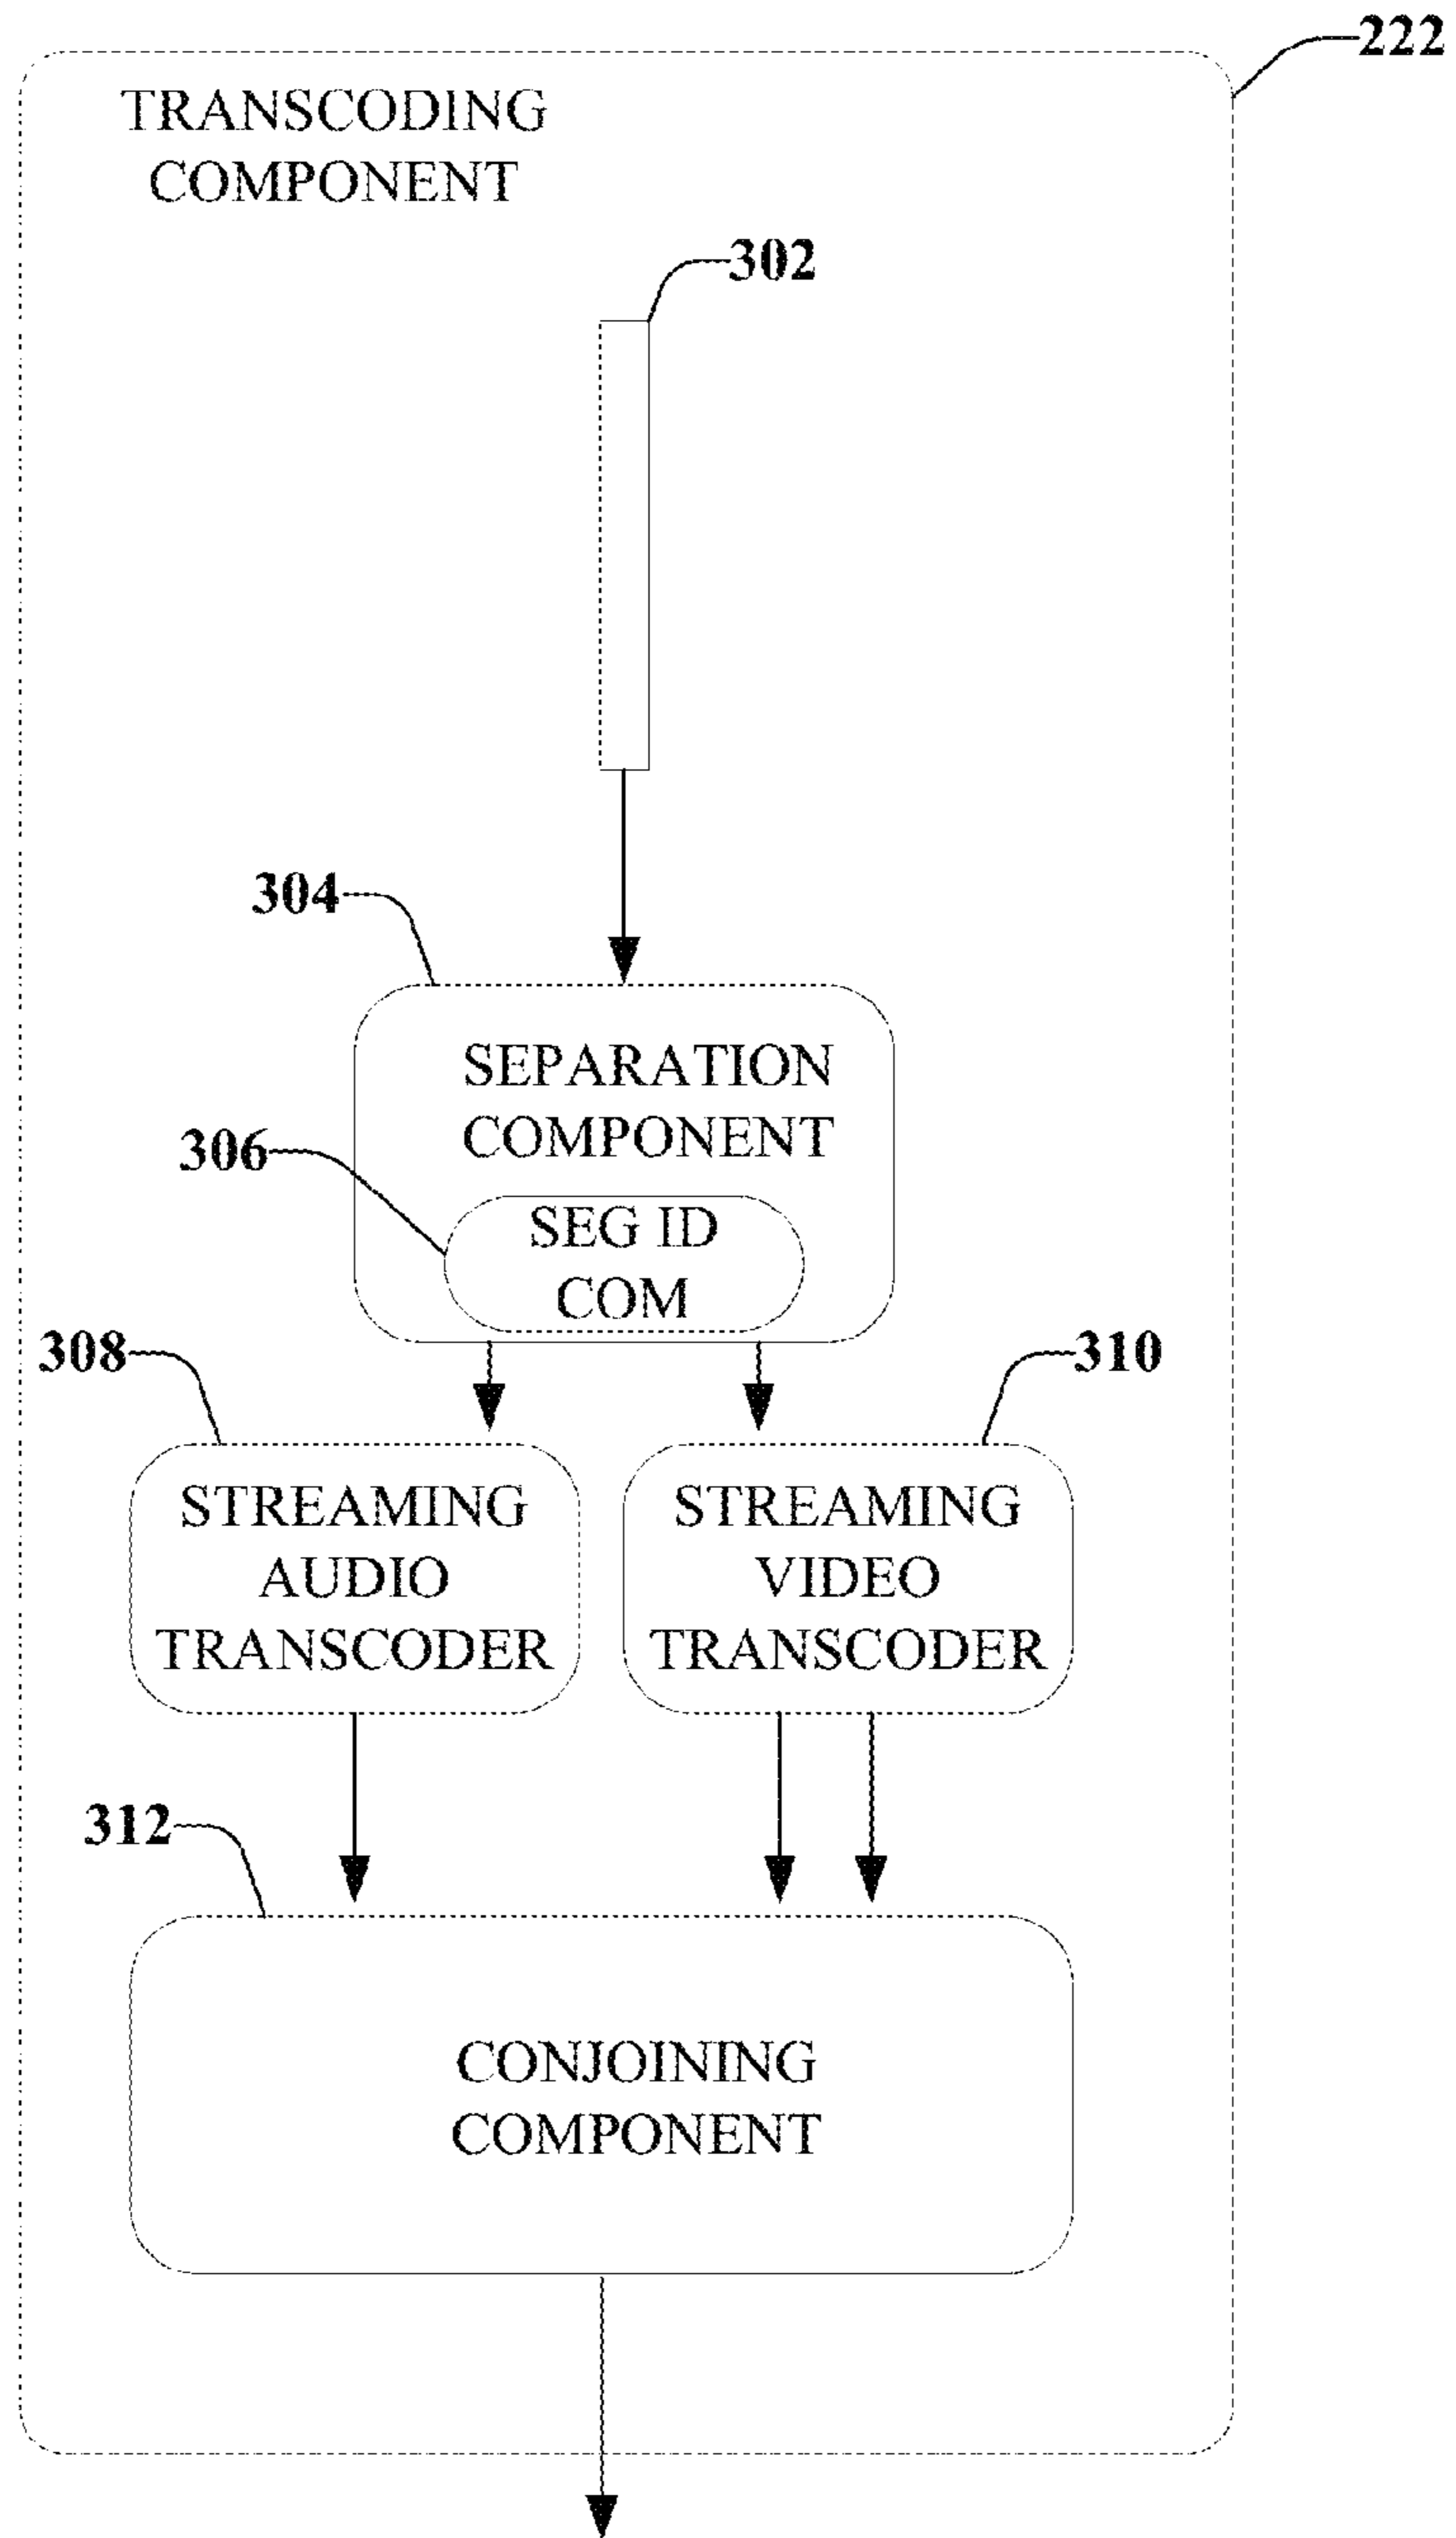 222
TRANSCODING
COMPONENT
302
304
SEPARATION
COMPONENT
306
SEG ID
COM
308
310
STREAMING
AUDIO
TRANSCODER
STREAMING
VIDEO
TRANSCODER
312
CONJOINING
COMPONENT